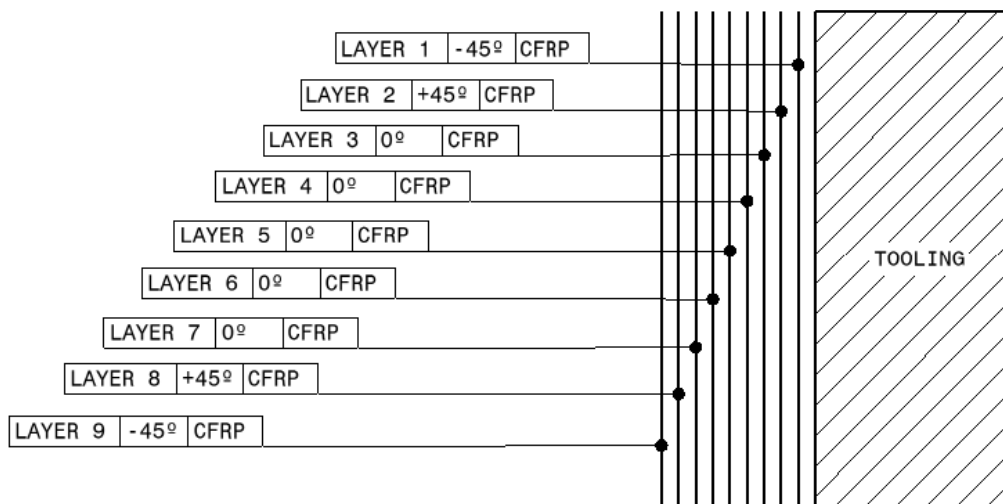 LAYER 1 -45º CFRP
LAYER 2 +45º CFRP
LAYER 3 0º CFRP
LAYER 4 0º CFRP
LAYER 5 0º CFRP
TOOLING
LAYER 6 0º CFRP
LAYER 7 0º CFRP
LAYER 8 +45º CFRP
LAYER 9 -45º CFRP